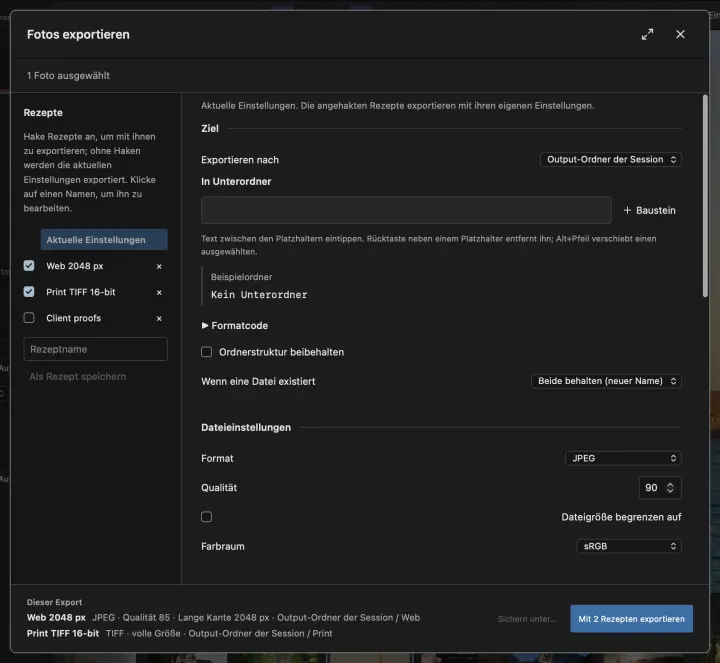 Fotos exportieren
1 Foto ausgewählt
Rezepte
Hake Rezepte an, um mit ihnen
zu exportieren; ohne Haken
werden die aktuellen
Einstellungen exportiert. Klicke
auf einen Namen, um ihn zu
bearbeiten.
Aktuelle Einstellungen
Web 2048 px
Print TIFF 16-bit
Client proofs
Rezeptname
Als Rezept speichern
Aktuelle Einstellungen. Die angehakten Rezepte exportieren mit ihren eigenen Einstellungen.
Ziel
Exportieren nach Output-Ordner der Session
In Unterordner
+ Baustein
Text zwischen den Platzhaltern eintippen. Rücktaste neben einem Platzhalter entfernt ihn; Alt+Pfeil verschiebt einen
ausgewählten.
Beispielordner
Kein Unterordner
Formatcode
Ordnerstruktur beibehalten
Wenn eine Datei existiert Beide behalten (neuer Name)
Dateieinstellungen
Format JPEG
Qualität 90
Dateigröße begrenzen auf
Farbraum sRGB
Dieser Export
Web 2048 px JPEG · Qualität 85 · Lange Kante 2048 px · Output-Ordner der Session / Web
Print TIFF 16-bit TIFF · volle Größe · Output-Ordner der Session / Print
Sichern unter...
Mit 2 Rezepten exportieren